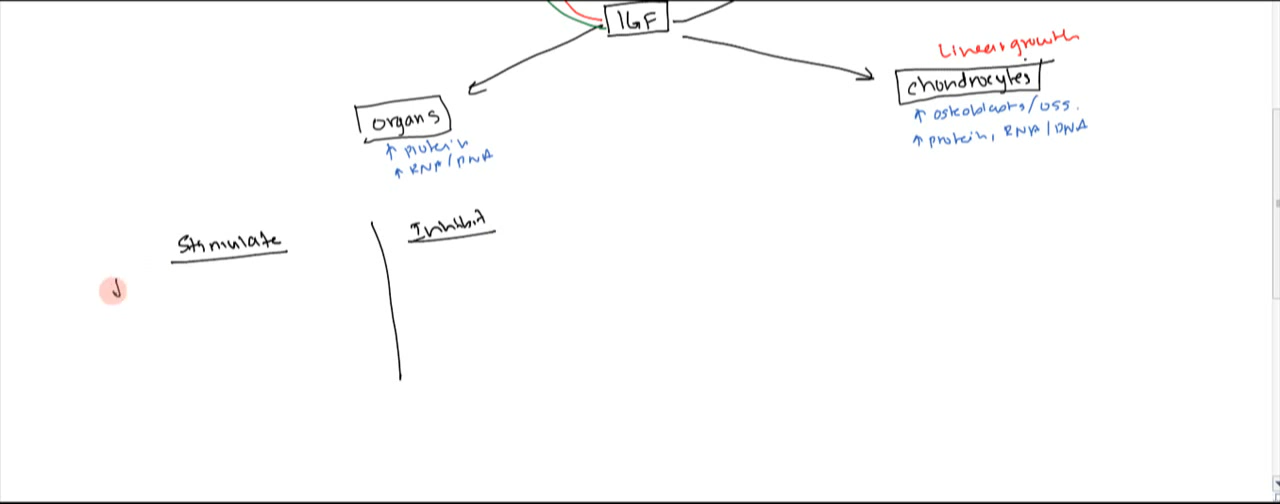 IGF
Linear growth
chondrocytes
↑ osteoblasts/oss.
↑ protein, RNA/DNA
organs
↑ protein
↑ RNA/DNA
Stimulate
Inhibit
↓